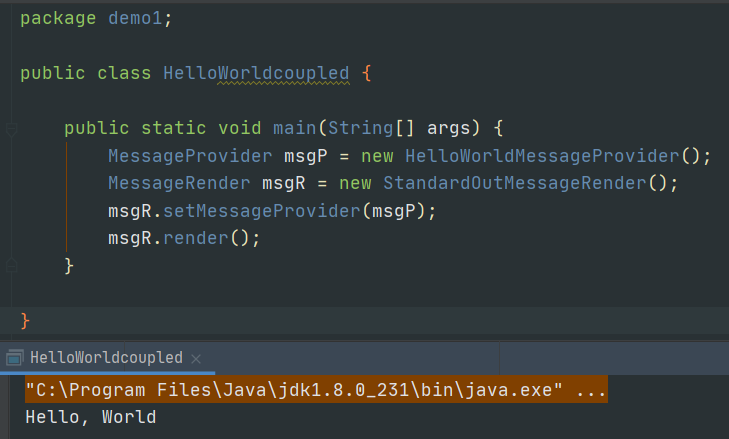 package demo1;
public class HelloWorldcoupled {
public static void main(String[] args) {
MessageProvider msgP = new HelloWorldMessageProvider();
MessageRender msgR = new StandardOutMessageRender();
msgR.setMessageProvider(msgP);
msgR.render();
}
}
HelloWorldcoupled ×
"C:\Program Files\Java\jdk1.8.0_231\bin\java.exe" ...
Hello, World